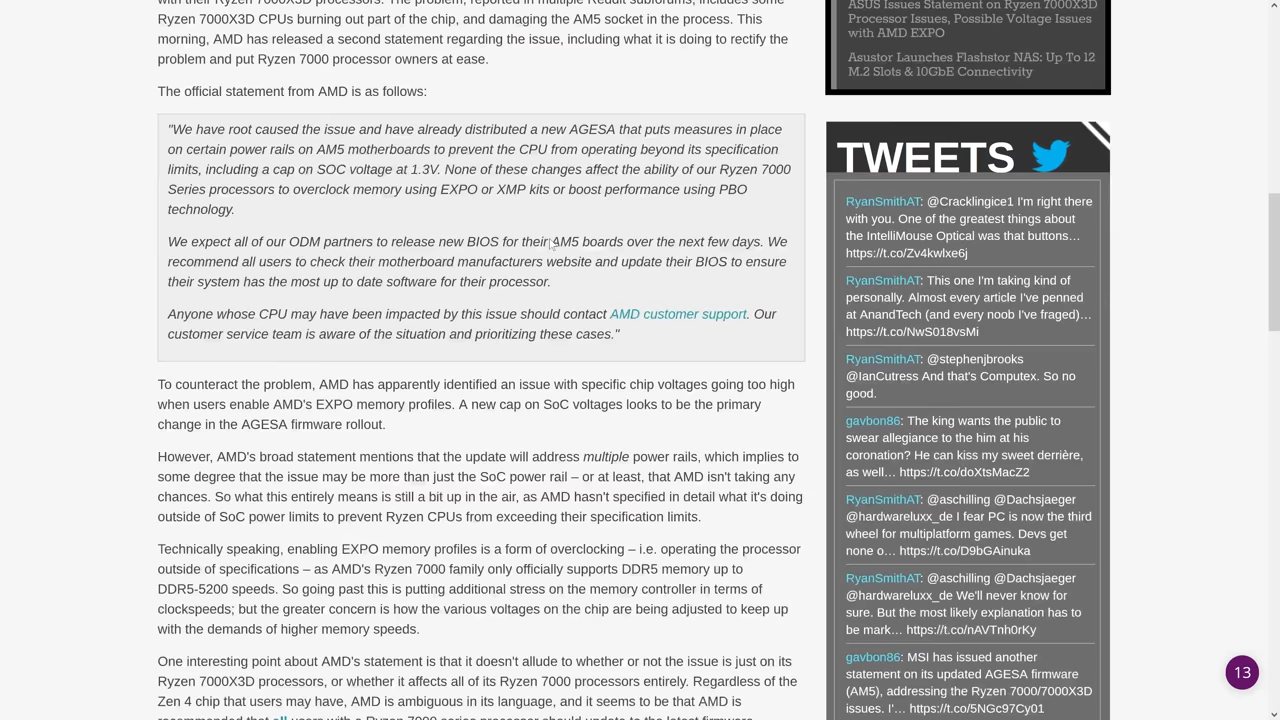 with their Ryzen 7000X3D processors. The problem, reported in multiple Reddit subforums, includes some
Ryzen 7000X3D CPUs burning out part of the chip, and damaging the AM5 socket in the process. This
morning, AMD has released a second statement regarding the issue, including what it is doing to rectify the
problem and put Ryzen 7000 processor owners at ease.
The official statement from AMD is as follows:
"We have root caused the issue and have already distributed a new AGESA that puts measures in place
on certain power rails on AM5 motherboards to prevent the CPU from operating beyond its specification
limits, including a cap on SOC voltage at 1.3V. None of these changes affect the ability of our Ryzen 7000
Series processors to overclock memory using EXPO or XMP kits or boost performance using PBO
technology.
We expect all of our ODM partners to release new BIOS for their AM5 boards over the next few days. We
recommend all users to check their motherboard manufacturers website and update their BIOS to ensure
their system has the most up to date software for their processor.
Anyone whose CPU may have been impacted by this issue should contact AMD customer support. Our
customer service team is aware of the situation and prioritizing these cases."
To counteract the problem, AMD has apparently identified an issue with specific chip voltages going too high
when users enable AMD's EXPO memory profiles. A new cap on SoC voltages looks to be the primary
change in the AGESA firmware rollout.
However, AMD's broad statement mentions that the update will address multiple power rails, which implies to
some degree that the issue may be more than just the SoC power rail – or at least, that AMD isn't taking any
chances. So what this entirely means is still a bit up in the air, as AMD hasn't specified in detail what it's doing
outside of SoC power limits to prevent Ryzen CPUs from exceeding their specification limits.
Technically speaking, enabling EXPO memory profiles is a form of overclocking – i.e. operating the processor
outside of specifications – as AMD's Ryzen 7000 family only officially supports DDR5 memory up to
DDR5-5200 speeds. So going past this is putting additional stress on the memory controller in terms of
clockspeeds; but the greater concern is how the various voltages on the chip are being adjusted to keep up
with the demands of higher memory speeds.
One interesting point about AMD's statement is that it doesn't allude to whether or not the issue is just on its
Ryzen 7000X3D processors, or whether it affects all of its Ryzen 7000 processors entirely. Regardless of the
Zen 4 chip that users may have, AMD is ambiguous in its language, and it seems to be that AMD is
recommended that all users with a Ryzen 7000 series processor should update to the latest firmware
ASUS Issues Statement on Ryzen 7000X3D
Processor Issues, Possible Voltage Issues
with AMD EXPO
Asustor Launches Flashstor NAS: Up To 12
M.2 Slots & 10GbE Connectivity
TWEETS
RyanSmithAT: @Cracklingice1 I'm right there
with you. One of the greatest things about
the IntelliMouse Optical was that buttons…
https://t.co/Zv4kwlxe6j
RyanSmithAT: This one I'm taking kind of
personally. Almost every article I've penned
at AnandTech (and every noob I've fraged)…
https://t.co/NwS018vsMi
RyanSmithAT: @stephenjbrooks
@IanCutress And that's Computex. So no
good.
gavbon86: The king wants the public to
swear allegiance to the him at his
coronation? He can kiss my sweet derrière,
as well… https://t.co/doXtsMacZ2
RyanSmithAT: @aschilling @Dachsjaeger
@hardwareluxx_de I fear PC is now the third
wheel for multiplatform games. Devs get
none o… https://t.co/D9bGAinuka
RyanSmithAT: @aschilling @Dachsjaeger
@hardwareluxx_de We'll never know for
sure. But the most likely explanation has to
be mark… https://t.co/nAVTnh0rKy
gavbon86: MSI has issued another
statement on its updated AGESA firmware
(AM5), addressing the Ryzen 7000/7000X3D
issues. I'… https://t.co/5NGc97Cy01
13